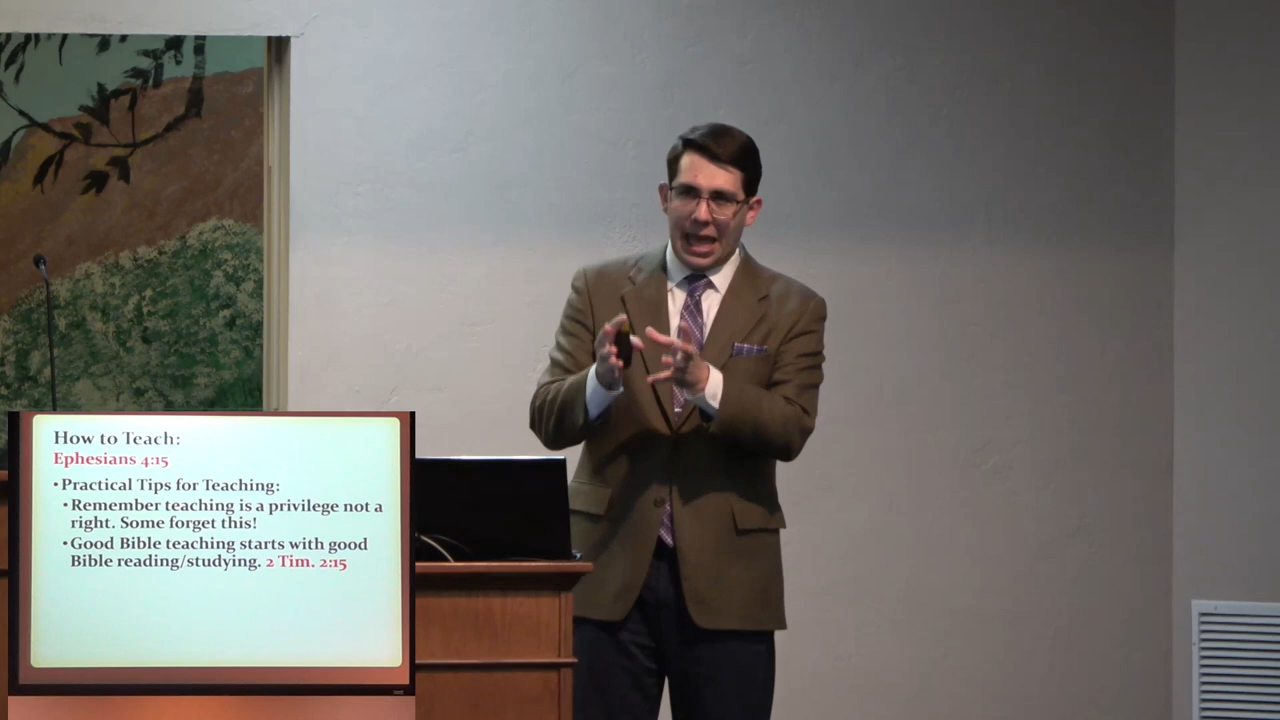 How to Teach:
Ephesians 4:15
•Practical Tips for Teaching:
•Remember teaching is a privilege not a
right. Some forget this!
•Good Bible teaching starts with good
Bible reading/studying. 2 Tim. 2:15